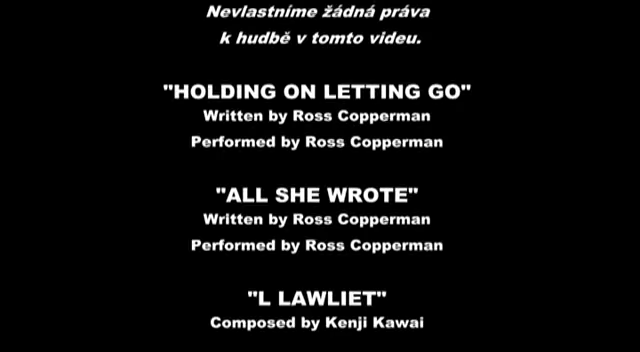 Nevlastníme žádná práva
k hudbě v tomto videu.
"HOLDING ON LETTING GO"
Written by Ross Copperman
Performed by Ross Copperman
"ALL SHE WROTE"
Written by Ross Copperman
Performed by Ross Copperman
"L LAWLIET"
Composed by Kenji Kawai